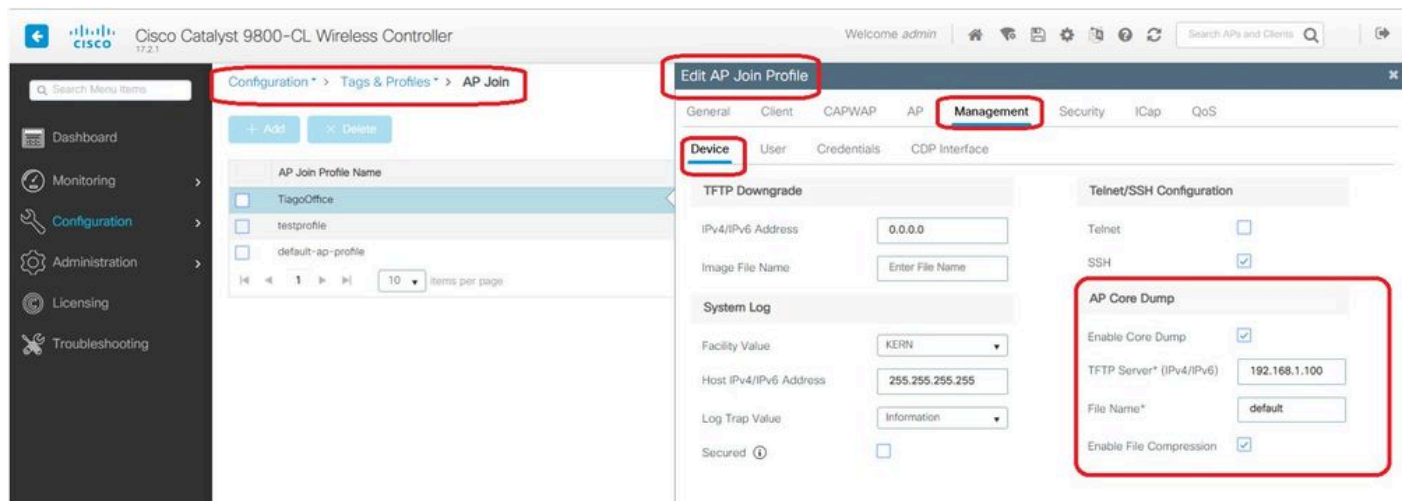 CISCO
Cisco Catalyst 9800-CL Wireless Controller
17.2.1
Welcome admin
Search APs and Clients
Search Menu Items
Dashboard
Monitoring
Configuration
Administration
Licensing
Troubleshooting
Configuration > Tags & Profiles > AP Join
+ Add
× Delete
AP Join Profile Name
TiagoOffice
testprofile
default-ap-profile
1
10
items per page
Edit AP Join Profile
General Client CAPWAP AP Management Security ICap QoS
Device User Credentials CDP Interface
TFTP Downgrade
IPv4/IPv6 Address 0.0.0.0
Image File Name Enter File Name
System Log
Facility Value KERN
Host IPv4/IPv6 Address 255.255.255.255
Log Trap Value Information
Secured
Telnet/SSH Configuration
Telnet
SSH
AP Core Dump
Enable Core Dump
TFTP Server* (IPv4/IPv6) 192.168.1.100
File Name* default
Enable File Compression